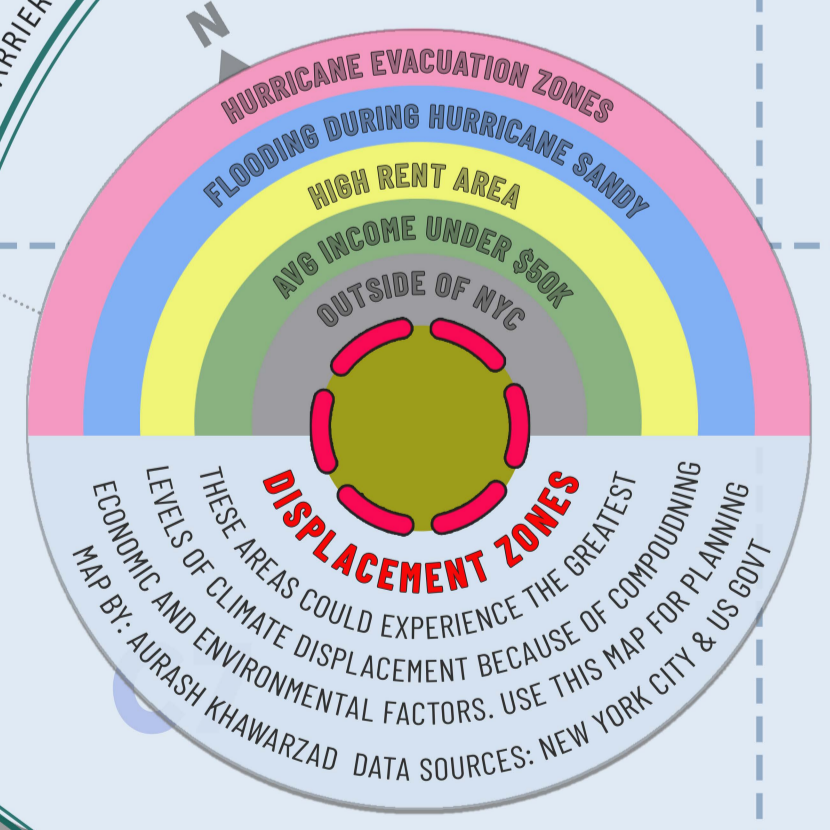 RRIER
N
HURRICANE EVACUATION ZONES
FLOODING DURING HURRICANE SANDY
HIGH RENT AREA
AVG INCOME UNDER $50K
OUTSIDE OF NYC
DISPLACEMENT ZONES
THESE AREAS COULD EXPERIENCE THE GREATEST
LEVELS OF CLIMATE DISPLACEMENT BECAUSE OF COMPOUDNING
ECONOMIC AND ENVIRONMENTAL FACTORS. USE THIS MAP FOR PLANNING
MAP BY: AURASH KHAWARZAD DATA SOURCES: NEW YORK CITY & US GOVT